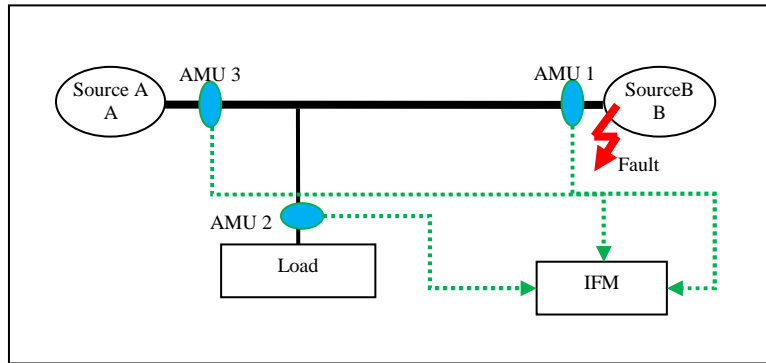 AMU 3
AMU 1
Source A
A
SourceB
B
Fault
AMU 2
Load
IFM